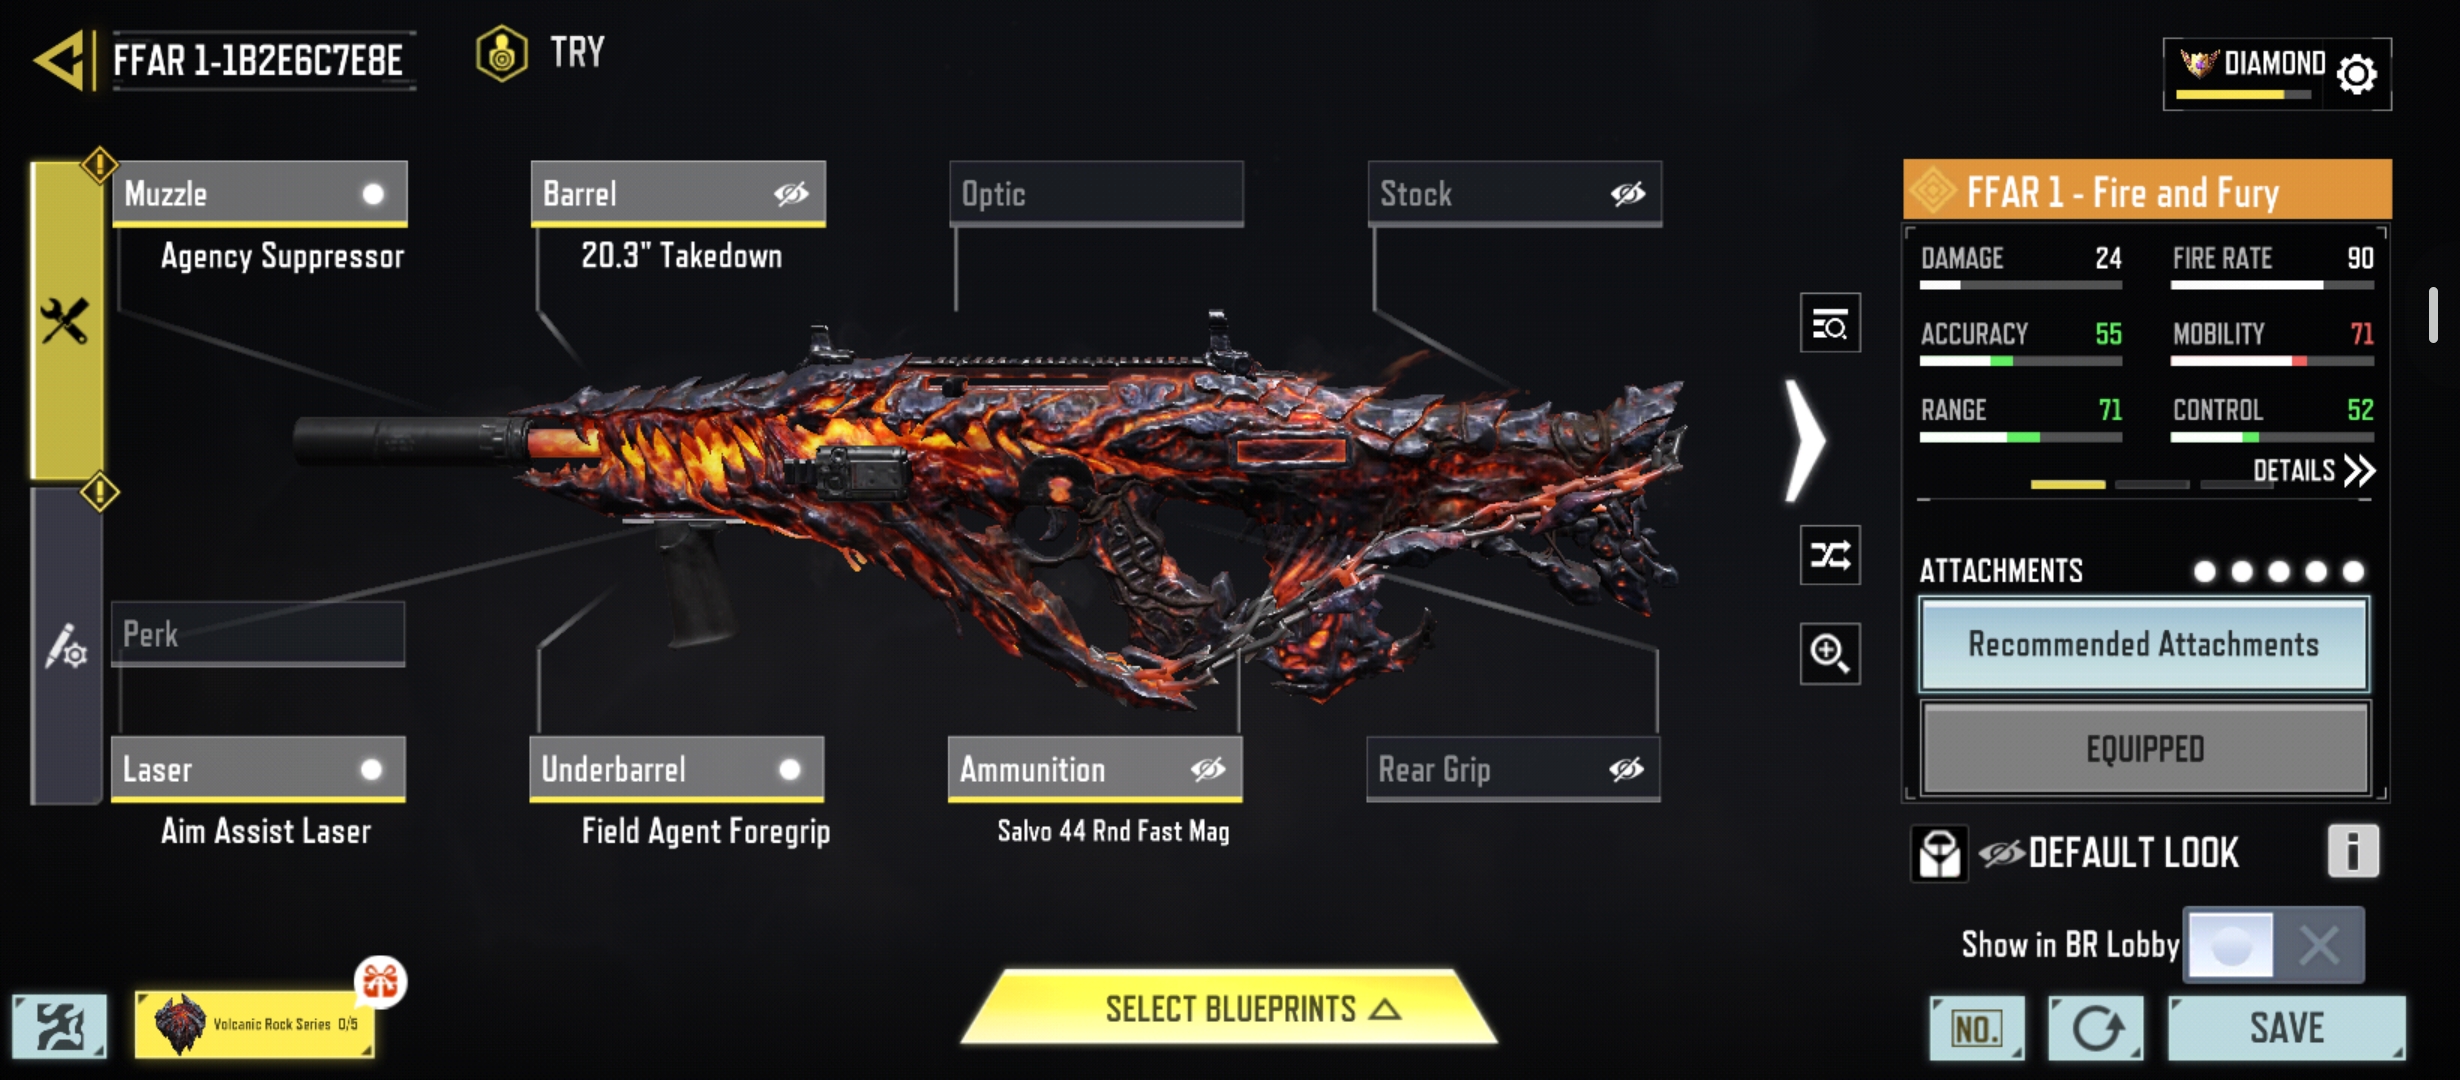 FFAR 1-1B2E6C7E8E
TRY
DIAMOND
Muzzle
Agency Suppressor
Barrel
20.3" Takedown
Optic
Stock
FFAR 1 - Fire and Fury
DAMAGE 24
FIRE RATE 90
ACCURACY 55
MOBILITY 71
RANGE 71
CONTROL 52
DETAILS
ATTACHMENTS
Recommended Attachments
EQUIPPED
Perk
Laser
Aim Assist Laser
Underbarrel
Field Agent Foregrip
Ammunition
Salvo 44 Rnd Fast Mag
Rear Grip
DEFAULT LOOK
i
Show in BR Lobby
Volcanic Rock Series 0/5
SELECT BLUEPRINTS
NO.
SAVE